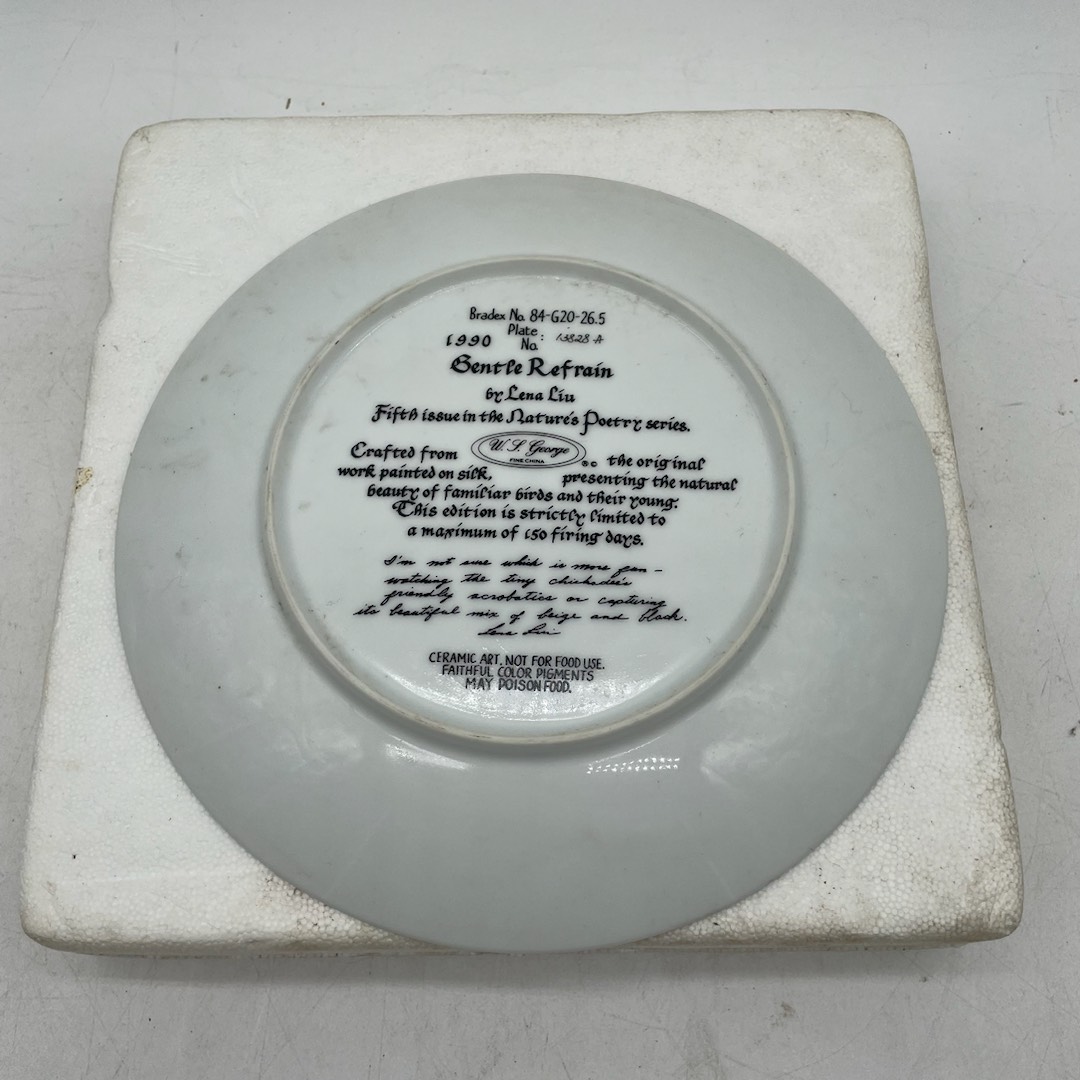 Bradex No. 84-G20-26.5
1990 Plate No.: 13828-A
Gentle Refrain
by Lena Liu
Fifth issue in the Nature's Poetry series.
Crafted from W. S. George FINE CHINA ®© the original
work painted on silk, presenting the natural
beauty of familiar birds and their young.
This edition is strictly limited to
a maximum of 150 firing days.
I'm not sure which is more fun –
watching the tiny chickadee's
friendly acrobatics or capturing
its beautiful mix of beige and black.
Lena Liu
CERAMIC ART. NOT FOR FOOD USE.
FAITHFUL COLOR PIGMENTS
MAY POISON FOOD.